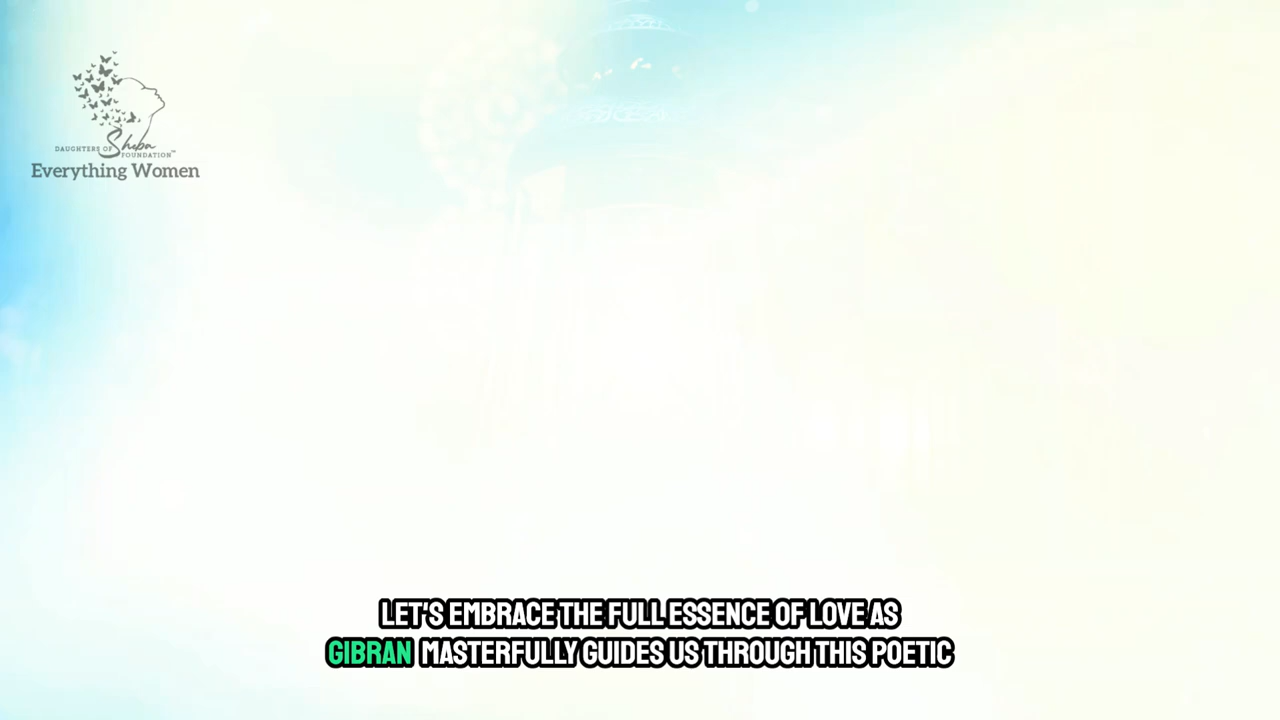 DAUGHTERS OF Sheba FOUNDATION™
Everything Women
LET'S EMBRACE THE FULL ESSENCE OF LOVE AS
GIBRAN MASTERFULLY GUIDES US THROUGH THIS POETIC